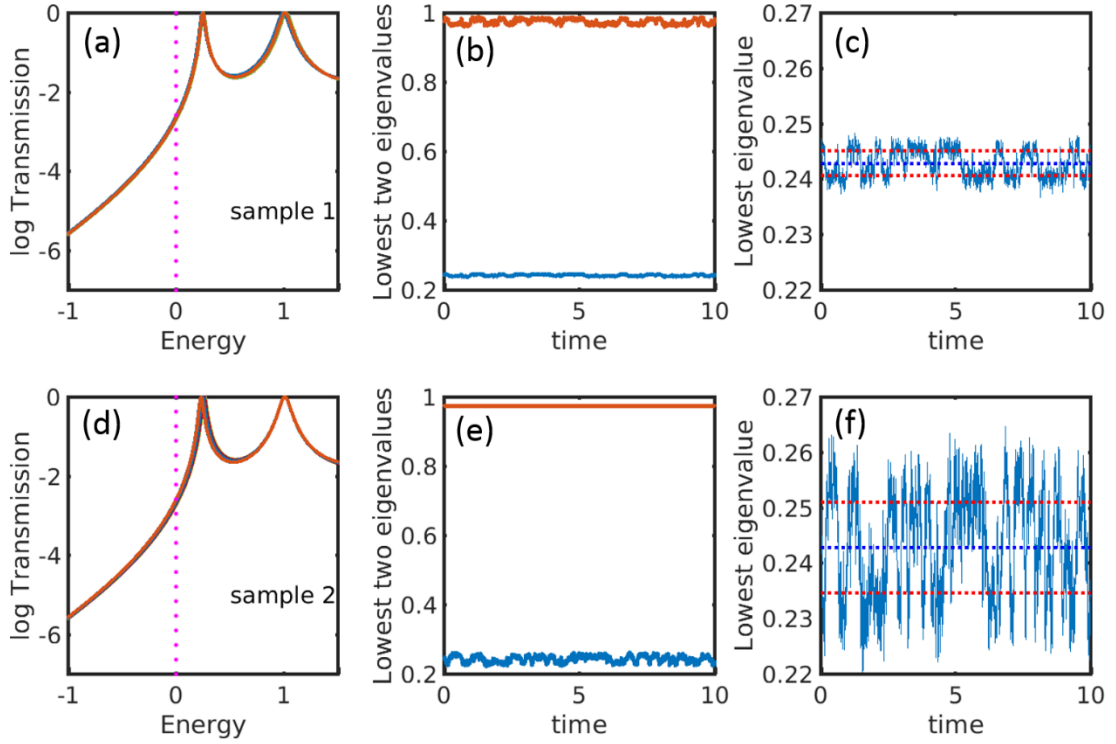 (a)
log Transmission
0
-2
-4
-6
sample 1
-1
0
1
Energy
(b)
Lowest two eigenvalues
1
0.8
0.6
0.4
0.2
0
5
10
time
(c)
Lowest eigenvalue
0.27
0.26
0.25
0.24
0.23
0.22
0
5
10
time
(d)
log Transmission
0
-2
-4
-6
sample 2
-1
0
1
Energy
(e)
Lowest two eigenvalues
1
0.8
0.6
0.4
0.2
0
5
10
time
(f)
Lowest eigenvalue
0.27
0.26
0.25
0.24
0.23
0.22
0
5
10
time